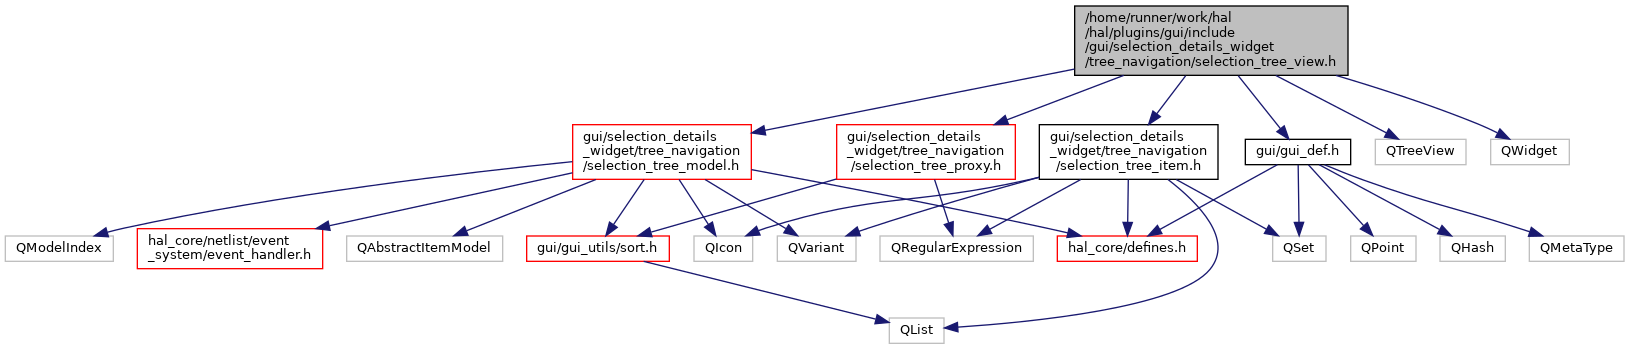 /home/runner/work/hal
/hal/plugins/gui/include
/gui/selection_details_widget
/tree_navigation/selection_tree_view.h
gui/selection_details
_widget/tree_navigation
/selection_tree_model.h
gui/selection_details
_widget/tree_navigation
/selection_tree_proxy.h
gui/selection_details
_widget/tree_navigation
/selection_tree_item.h
gui/gui_def.h
QTreeView
QWidget
QModelIndex
hal_core/netlist/event
_system/event_handler.h
QAbstractItemModel
gui/gui_utils/sort.h
QIcon
QVariant
QRegularExpression
hal_core/defines.h
QSet
QPoint
QHash
QMetaType
QList